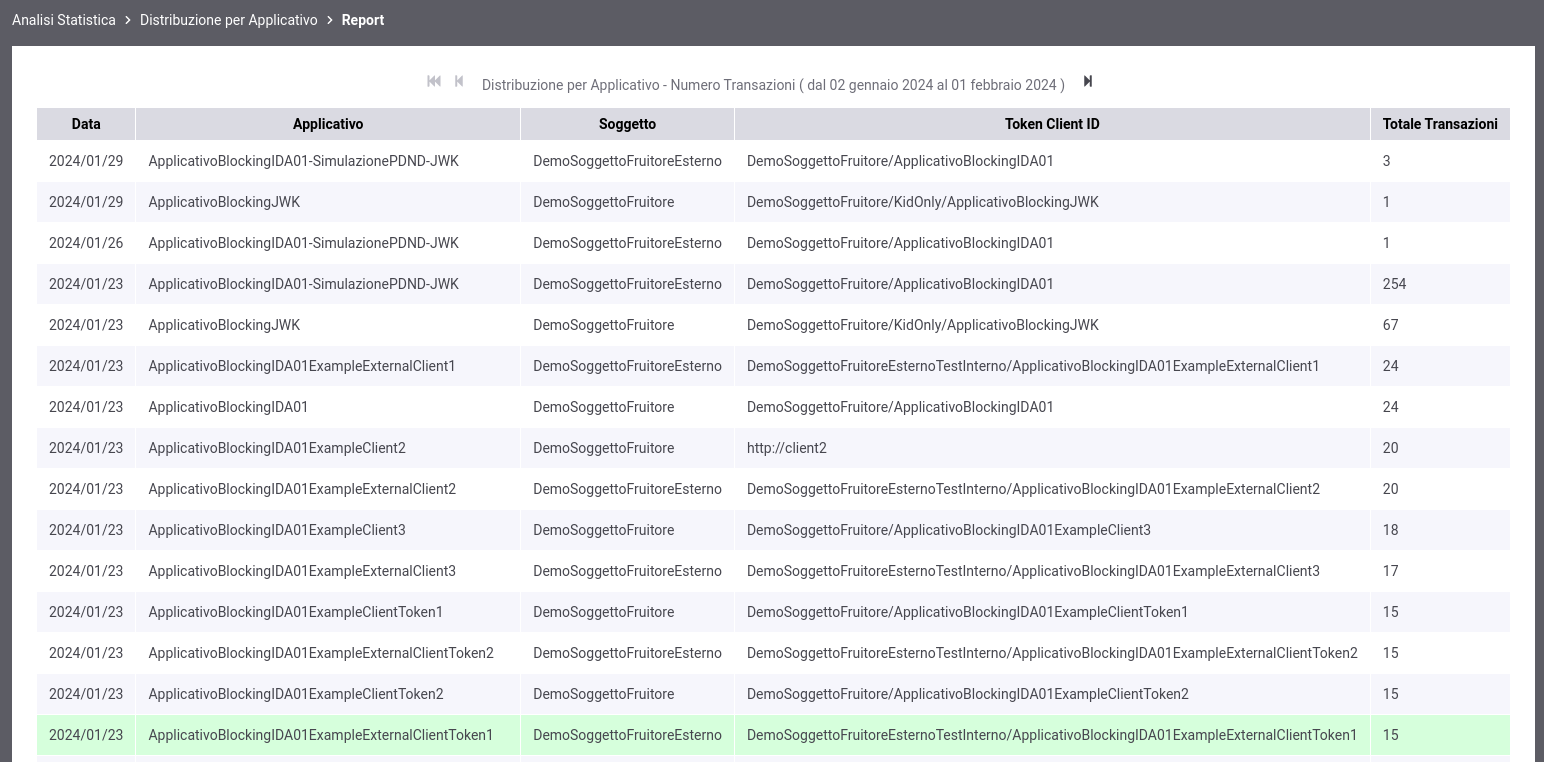 Analisi Statistica > Distribuzione per Applicativo > Report
Distribuzione per Applicativo - Numero Transazioni ( dal 02 gennaio 2024 al 01 febbraio 2024 )
Data Applicativo Soggetto Token Client ID Totale Transazioni
2024/01/29 ApplicativoBlockingIDA01-SimulazionePDND-JWK DemoSoggettoFruitoreEsterno DemoSoggettoFruitore/ApplicativoBlockingIDA01 3
2024/01/29 ApplicativoBlockingJWK DemoSoggettoFruitore DemoSoggettoFruitore/KidOnly/ApplicativoBlockingJWK 1
2024/01/26 ApplicativoBlockingIDA01-SimulazionePDND-JWK DemoSoggettoFruitoreEsterno DemoSoggettoFruitore/ApplicativoBlockingIDA01 1
2024/01/23 ApplicativoBlockingIDA01-SimulazionePDND-JWK DemoSoggettoFruitoreEsterno DemoSoggettoFruitore/ApplicativoBlockingIDA01 254
2024/01/23 ApplicativoBlockingJWK DemoSoggettoFruitore DemoSoggettoFruitore/KidOnly/ApplicativoBlockingJWK 67
2024/01/23 ApplicativoBlockingIDA01ExampleExternalClient1 DemoSoggettoFruitoreEsterno DemoSoggettoFruitoreEsternoTestInterno/ApplicativoBlockingIDA01ExampleExternalClient1 24
2024/01/23 ApplicativoBlockingIDA01 DemoSoggettoFruitore DemoSoggettoFruitore/ApplicativoBlockingIDA01 24
2024/01/23 ApplicativoBlockingIDA01ExampleClient2 DemoSoggettoFruitore http://client2 20
2024/01/23 ApplicativoBlockingIDA01ExampleExternalClient2 DemoSoggettoFruitoreEsterno DemoSoggettoFruitoreEsternoTestInterno/ApplicativoBlockingIDA01ExampleExternalClient2 20
2024/01/23 ApplicativoBlockingIDA01ExampleClient3 DemoSoggettoFruitore DemoSoggettoFruitore/ApplicativoBlockingIDA01ExampleClient3 18
2024/01/23 ApplicativoBlockingIDA01ExampleExternalClient3 DemoSoggettoFruitoreEsterno DemoSoggettoFruitoreEsternoTestInterno/ApplicativoBlockingIDA01ExampleExternalClient3 17
2024/01/23 ApplicativoBlockingIDA01ExampleClientToken1 DemoSoggettoFruitore DemoSoggettoFruitore/ApplicativoBlockingIDA01ExampleClientToken1 15
2024/01/23 ApplicativoBlockingIDA01ExampleExternalClientToken2 DemoSoggettoFruitoreEsterno DemoSoggettoFruitoreEsternoTestInterno/ApplicativoBlockingIDA01ExampleExternalClientToken2 15
2024/01/23 ApplicativoBlockingIDA01ExampleClientToken2 DemoSoggettoFruitore DemoSoggettoFruitore/ApplicativoBlockingIDA01ExampleClientToken2 15
2024/01/23 ApplicativoBlockingIDA01ExampleExternalClientToken1 DemoSoggettoFruitoreEsterno DemoSoggettoFruitoreEsternoTestInterno/ApplicativoBlockingIDA01ExampleExternalClientToken1 15